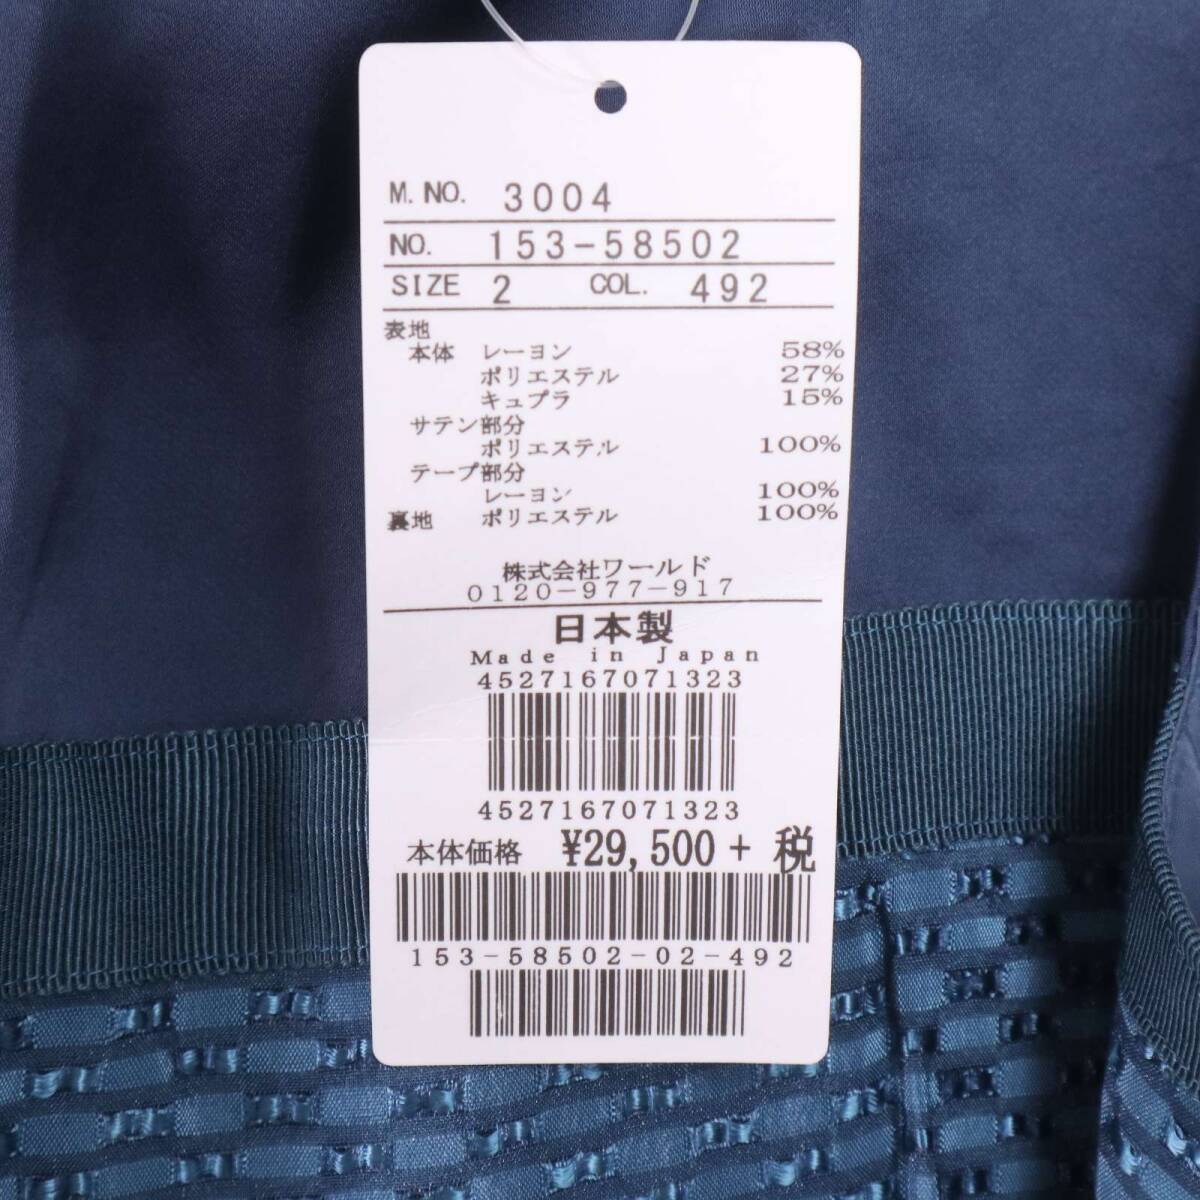 M.NO. 3004
NO. 153-58502
SIZE 2 COL. 492
表地
本体 レーヨン 58%
ポリエステル 27%
キュプラ 15%
サテン部分
ポリエステル 100%
テープ部分
レーヨン 100%
裏地 ポリエステル 100%
株式会社ワールド
0120-977-917
日本製
Made in Japan
4527167071323
4527167071323
本体価格 ¥29,500 + 税
153-58502-02-492